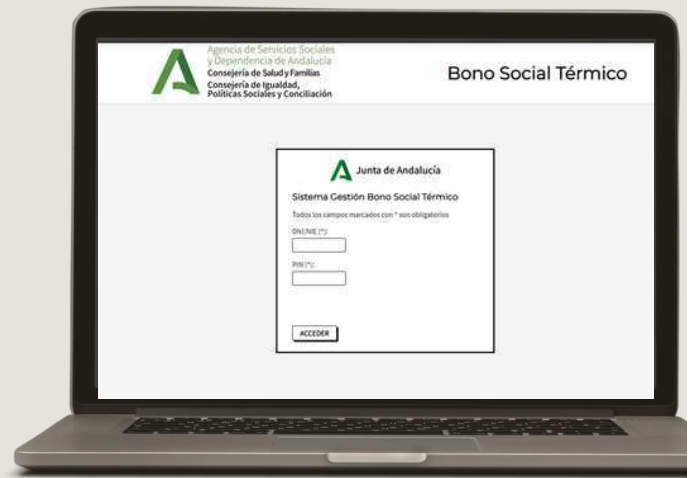 Agencia de Servicios Sociales
y Dependencia de Andalucía
Consejería de Salud y Familias
Consejería de Igualdad,
Políticas Sociales y Conciliación
Bono Social Térmico
Junta de Andalucía
Sistema Gestión Bono Social Térmico
Todos los campos marcados con * son obligatorios
DNI/NIE (*):
PIN (*):
ACCEDER